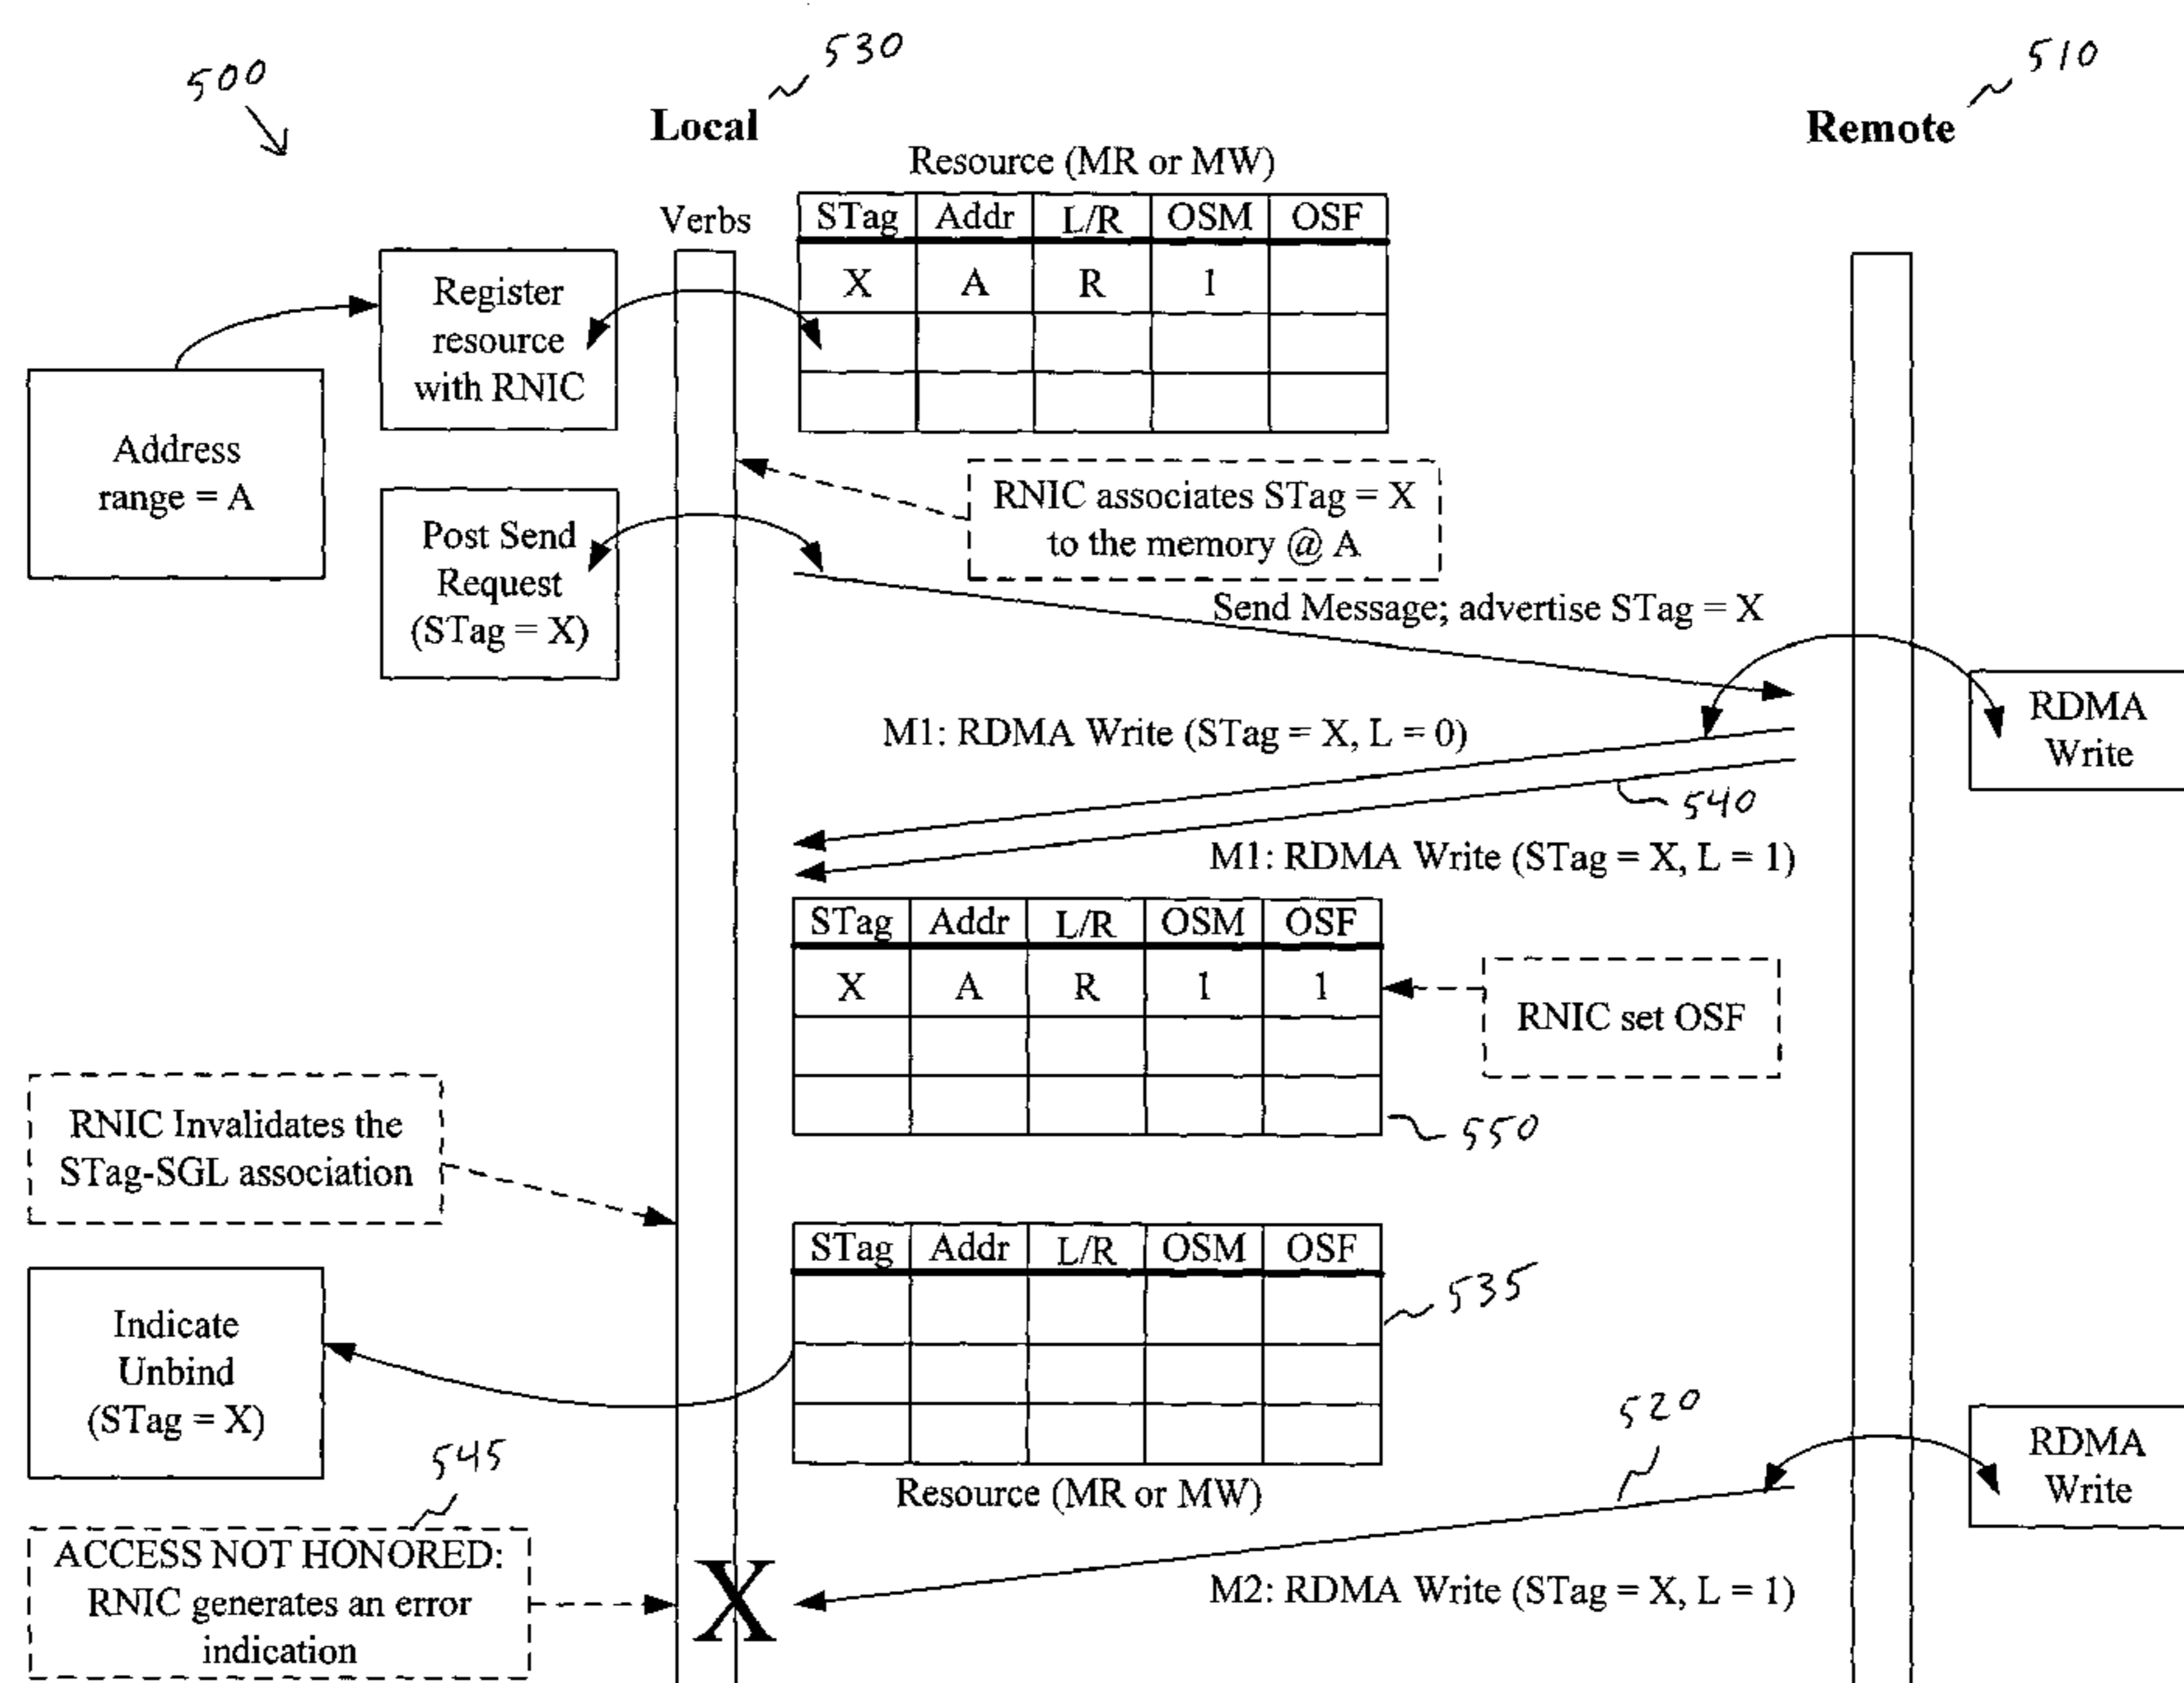 500
530
510
Local
Remote
Resource (MR or MW)
Verbs
STag Addr L/R OSM OSF
X A R 1
Register
resource
with RNIC
Address
range = A
RNIC associates STag = X
to the memory @ A
Post Send
Request
(STag = X)
Send Message; advertise STag = X
RDMA
Write
M1: RDMA Write (STag = X, L = 0)
540
M1: RDMA Write (STag = X, L = 1)
STag Addr L/R OSM OSF
X A R 1 1
RNIC set OSF
550
RNIC Invalidates the
STag-SGL association
STag Addr L/R OSM OSF
535
Indicate
Unbind
(STag = X)
520
545
Resource (MR or MW)
RDMA
Write
ACCESS NOT HONORED:
RNIC generates an error
indication
X
M2: RDMA Write (STag = X, L = 1)